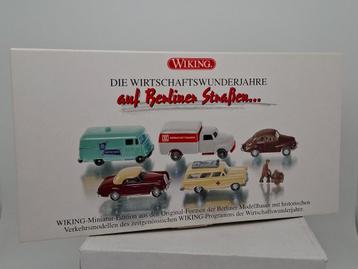 WIKING.
DIE WIRTSCHAFTSWUNDERJAHRE
auf Berliner Straßen...
WIKING-Miniatur-Edition aus den Original-Formen der Berliner Modellbauer mit historischen
Verkehrsmodellen des zeitgenössischen WIKING-Programms der Wirtschaftswunderjahre.